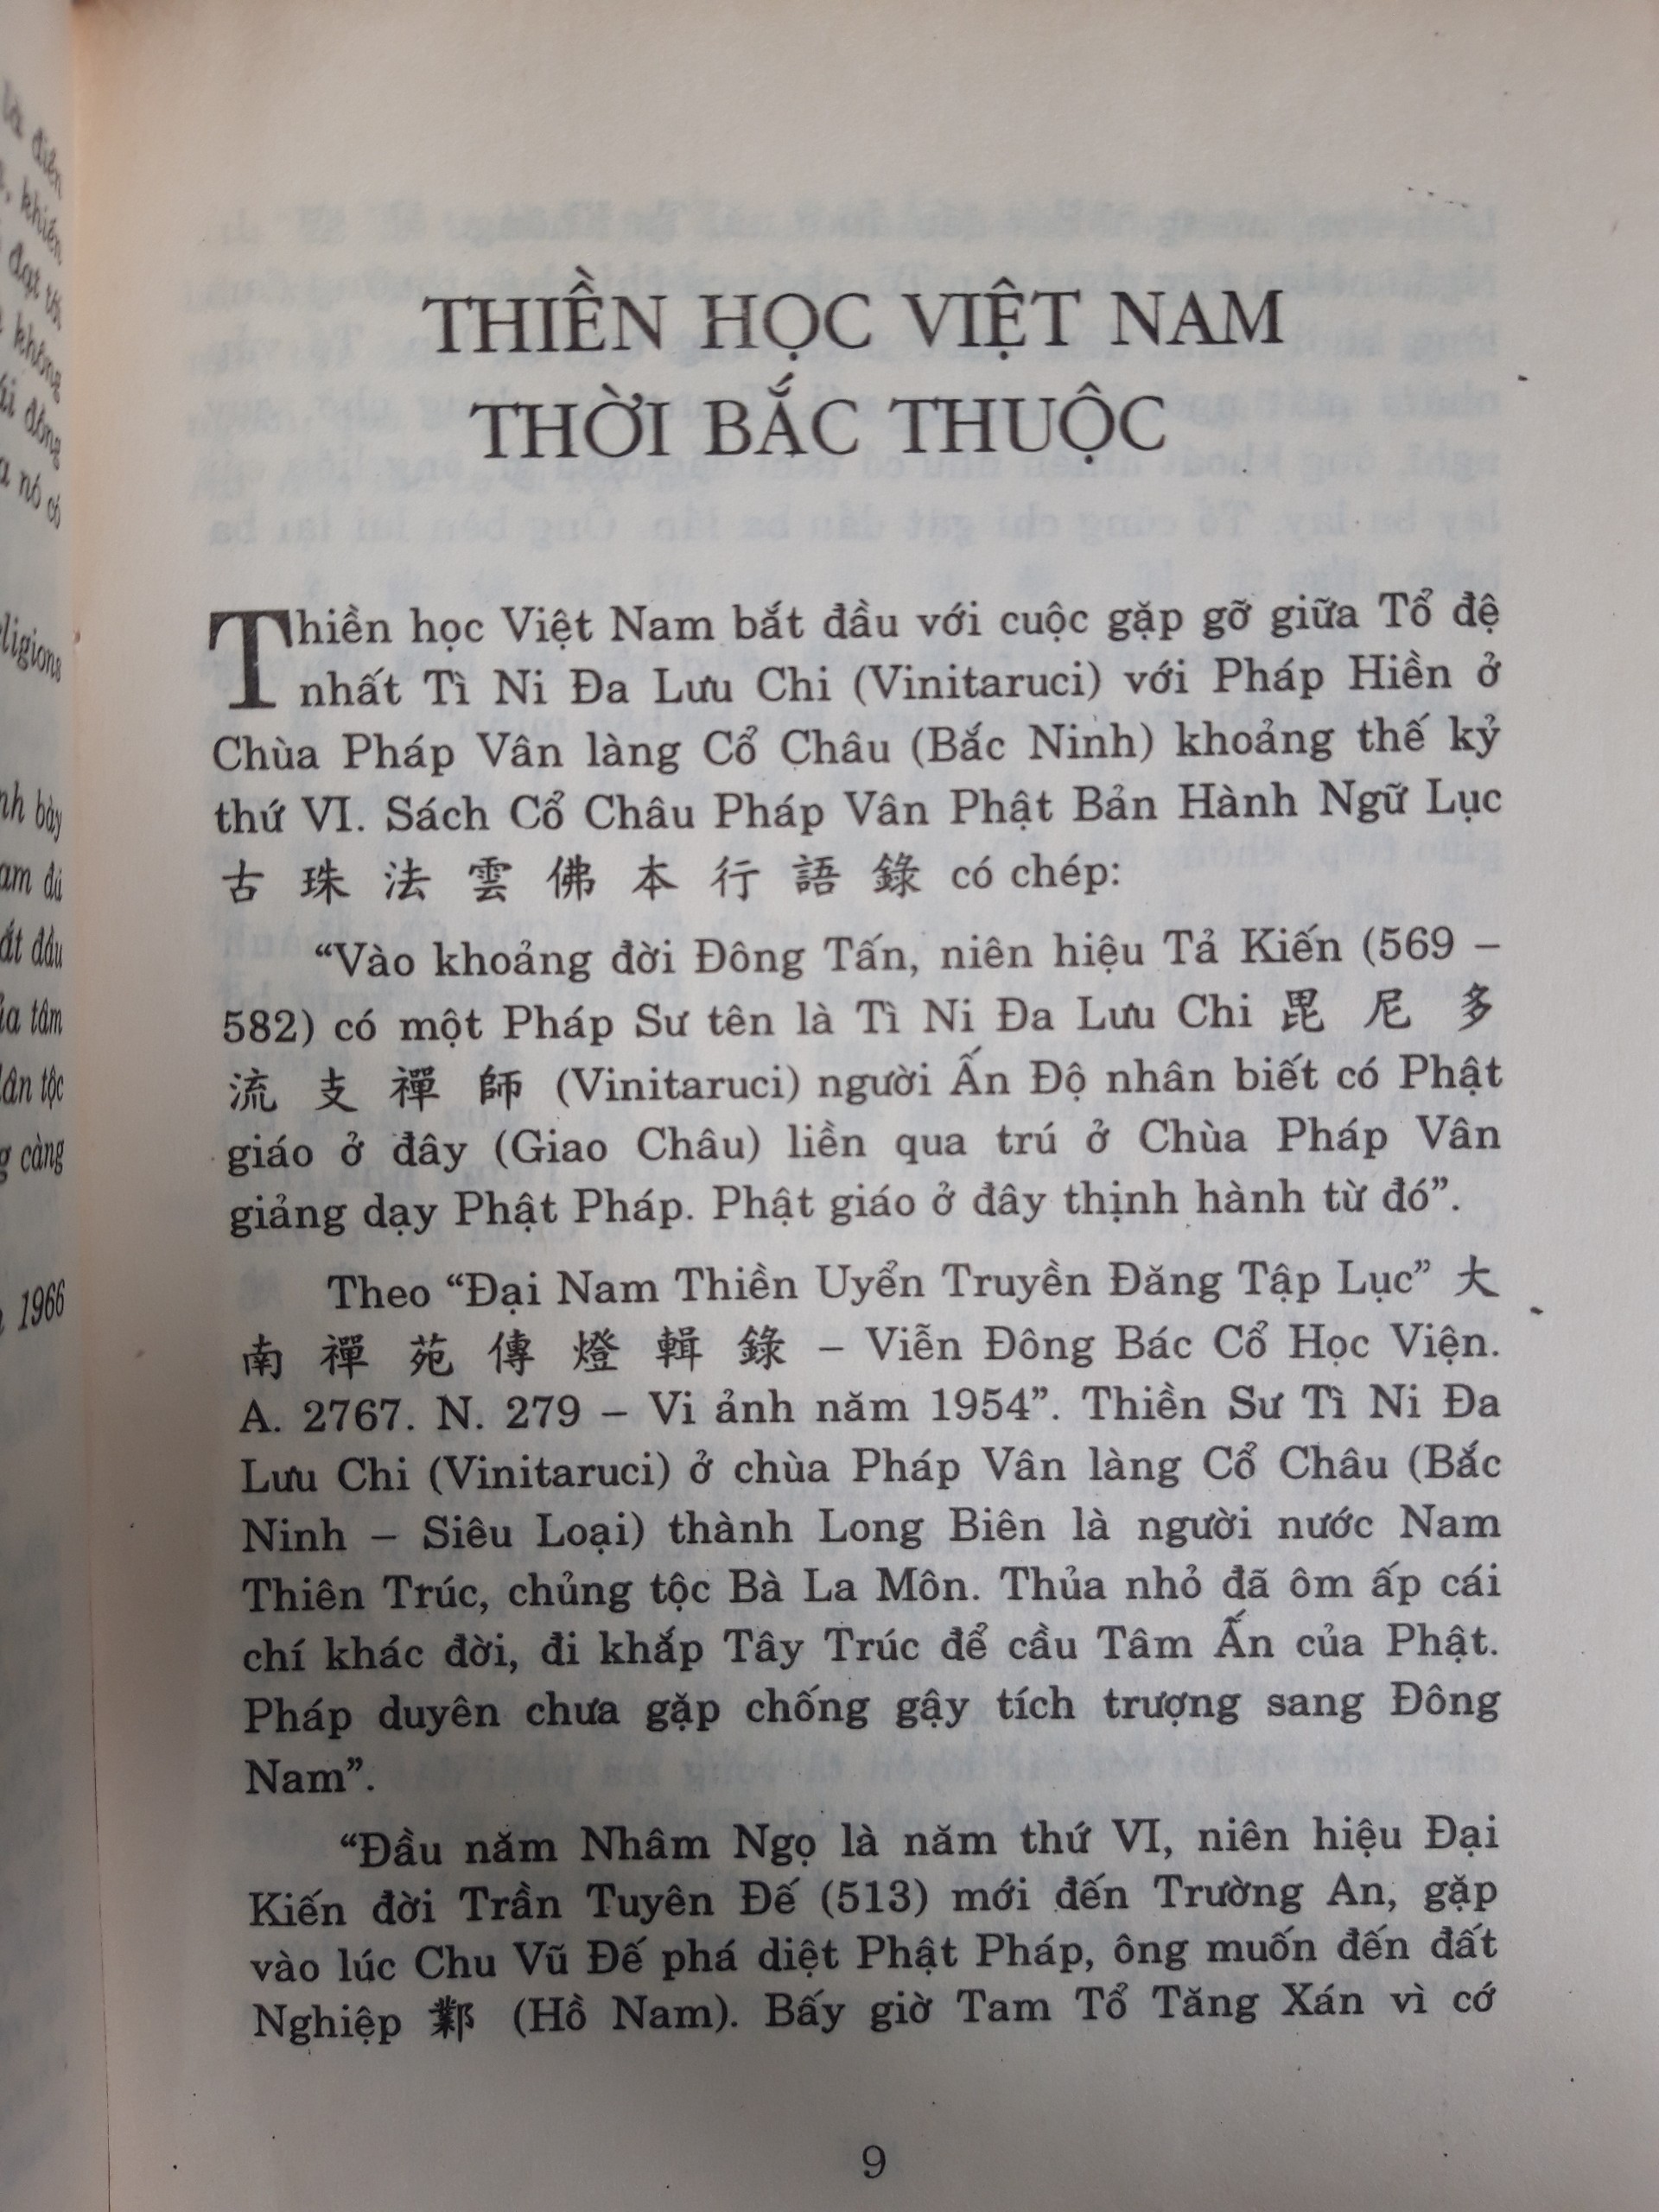 THIỀN HỌC VIỆT NAM
THỜI BẮC THUỘC
Thiền học Việt Nam bắt đầu với cuộc gặp gỡ giữa Tổ đệ
nhất Tì Ni Đa Lưu Chi (Vinitaruci) với Pháp Hiền ở
Chùa Pháp Vân làng Cổ Châu (Bắc Ninh) khoảng thế kỷ
thứ VI. Sách Cổ Châu Pháp Vân Phật Bản Hành Ngữ Lục
古 珠 法 雲 佛 本 行 語 錄 có chép:
“Vào khoảng đời Đông Tấn, niên hiệu Tả Kiến (569 –
582) có một Pháp Sư tên là Tì Ni Đa Lưu Chi 毘 尼 多
流 支 禪 師 (Vinitaruci) người Ấn Độ nhân biết có Phật
giáo ở đây (Giao Châu) liền qua trú ở Chùa Pháp Vân
giảng dạy Phật Pháp. Phật giáo ở đây thịnh hành từ đó”.
Theo “Đại Nam Thiền Uyển Truyền Đăng Tập Lục” 大
南 禪 苑 傳 燈 輯 錄 – Viễn Đông Bác Cổ Học Viện.
A. 2767. N. 279 – Vi ảnh năm 1954”. Thiền Sư Tì Ni Đa
Lưu Chi (Vinitaruci) ở chùa Pháp Vân làng Cổ Châu (Bắc
Ninh – Siêu Loại) thành Long Biên là người nước Nam
Thiên Trúc, chủng tộc Bà La Môn. Thủa nhỏ đã ôm ấp cái
chí khác đời, đi khắp Tây Trúc để cầu Tâm Ấn của Phật.
Pháp duyên chưa gặp chống gậy tích trượng sang Đông
Nam”.
“Đầu năm Nhâm Ngọ là năm thứ VI, niên hiệu Đại
Kiến đời Trần Tuyên Đế (513) mới đến Trường An, gặp
vào lúc Chu Vũ Đế phá diệt Phật Pháp, ông muốn đến đất
Nghiệp 鄴 (Hồ Nam). Bấy giờ Tam Tổ Tăng Xán vì cớ
9